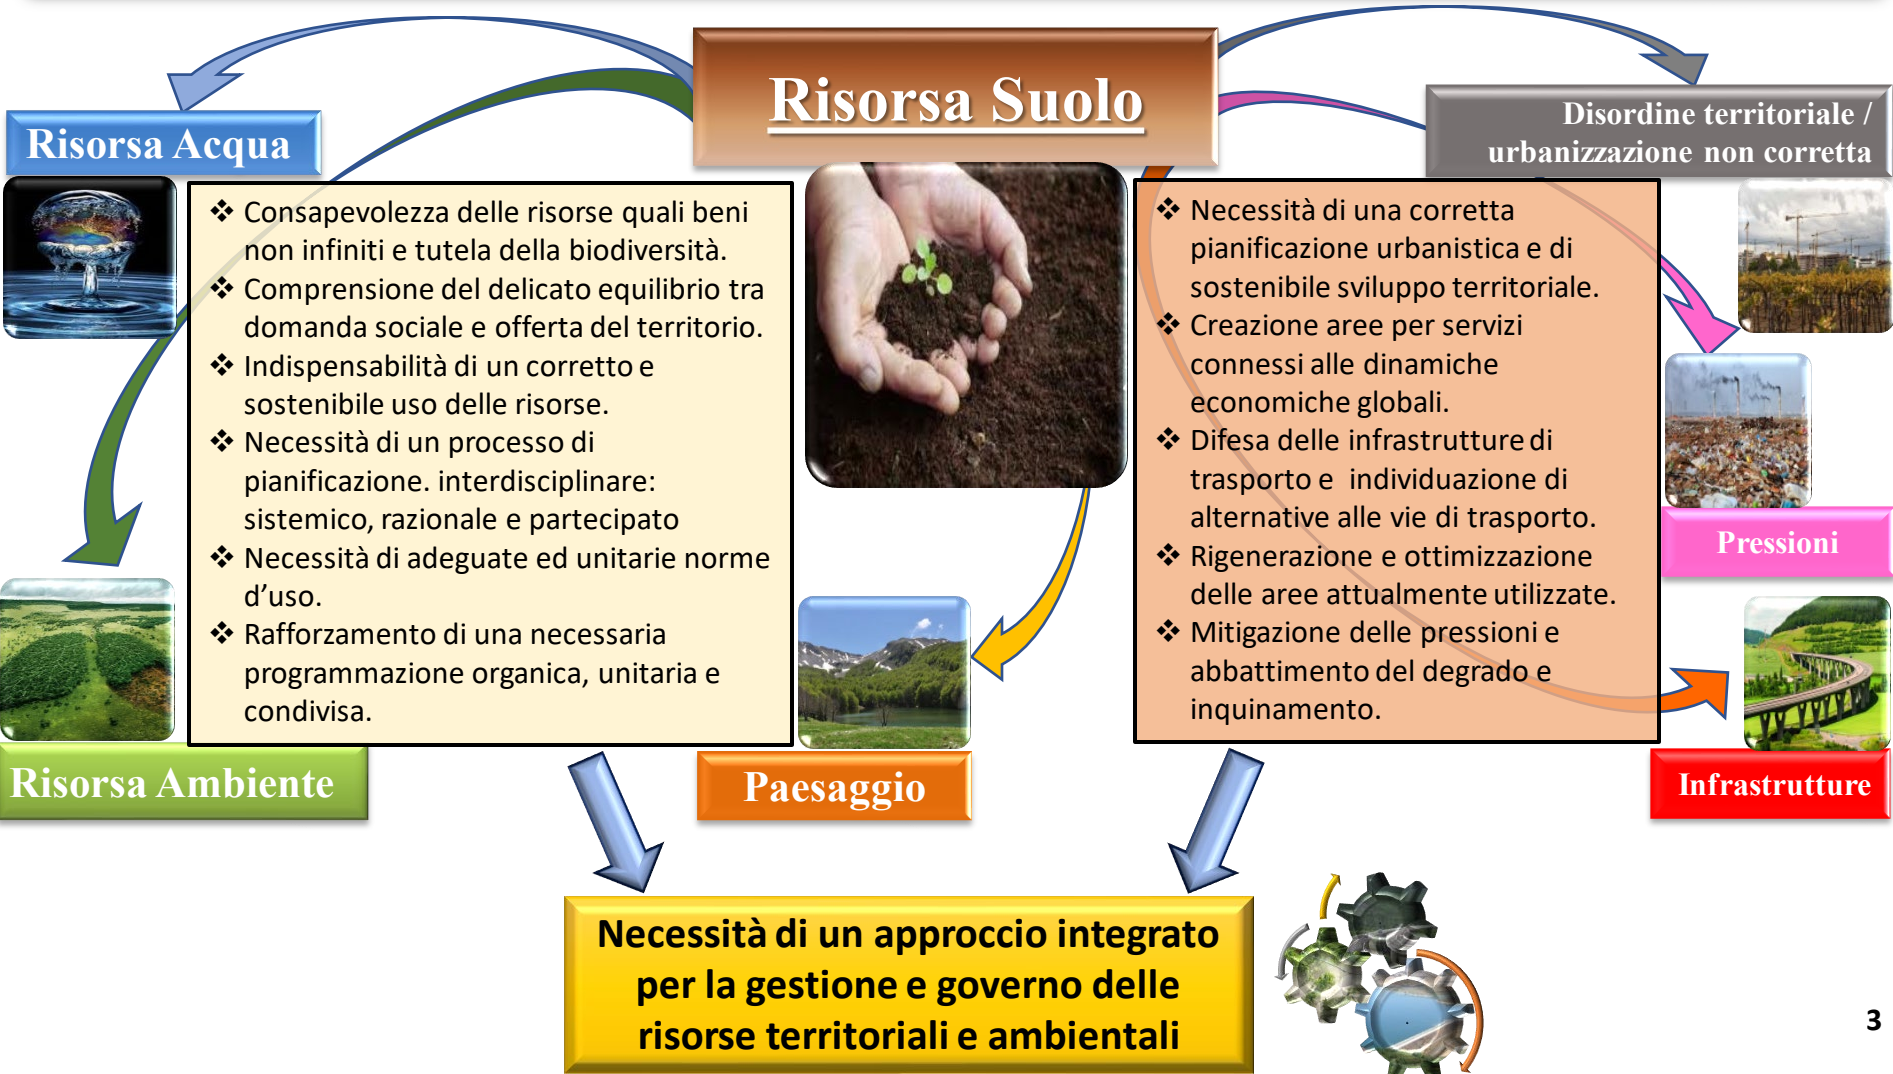 Risorsa Suolo
Risorsa Acqua
Disordine territoriale /
urbanizzazione non corretta
❖ Consapevolezza delle risorse quali beni
non infiniti e tutela della biodiversità.
❖ Comprensione del delicato equilibrio tra
domanda sociale e offerta del territorio.
❖ Indispensabilità di un corretto e
sostenibile uso delle risorse.
❖ Necessità di un processo di
pianificazione. interdisciplinare:
sistemico, razionale e partecipato
❖ Necessità di adeguate ed unitarie norme
d’uso.
❖ Rafforzamento di una necessaria
programmazione organica, unitaria e
condivisa.
❖ Necessità di una corretta
pianificazione urbanistica e di
sostenibile sviluppo territoriale.
❖ Creazione aree per servizi
connessi alle dinamiche
economiche globali.
❖ Difesa delle infrastrutture di
trasporto e individuazione di
alternative alle vie di trasporto.
❖ Rigenerazione e ottimizzazione
delle aree attualmente utilizzate.
❖ Mitigazione delle pressioni e
abbattimento del degrado e
inquinamento.
Pressioni
Risorsa Ambiente
Paesaggio
Infrastrutture
Necessità di un approccio integrato
per la gestione e governo delle
risorse territoriali e ambientali
3